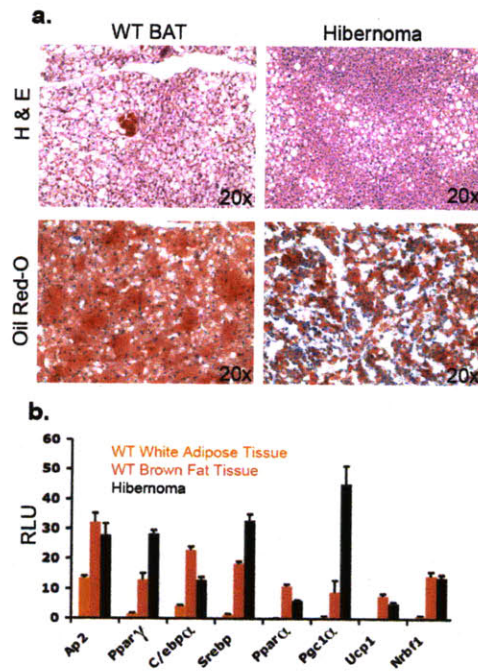 a.
WT BAT
Hibernoma
H & E
20x
20x
Oil Red-O
20x
20x
b.
60
50
40
30
20
10
0
RLU
WT White Adipose Tissue
WT Brown Fat Tissue
Hibernoma
Ap2
Pparγ
C/ebpα
Srebp
Pparα
Pgc1α
Ucp1
Nrbf1